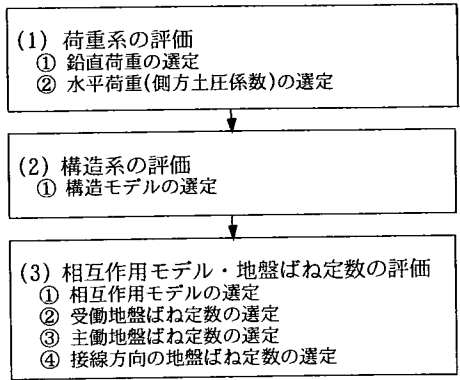 (1) 荷重系の評価
① 鉛直荷重の選定
② 水平荷重(側方土圧係数)の選定
(2) 構造系の評価
① 構造モデルの選定
(3) 相互作用モデル・地盤ばね定数の評価
① 相互作用モデルの選定
② 受働地盤ばね定数の選定
③ 主働地盤ばね定数の選定
④ 接線方向の地盤ばね定数の選定